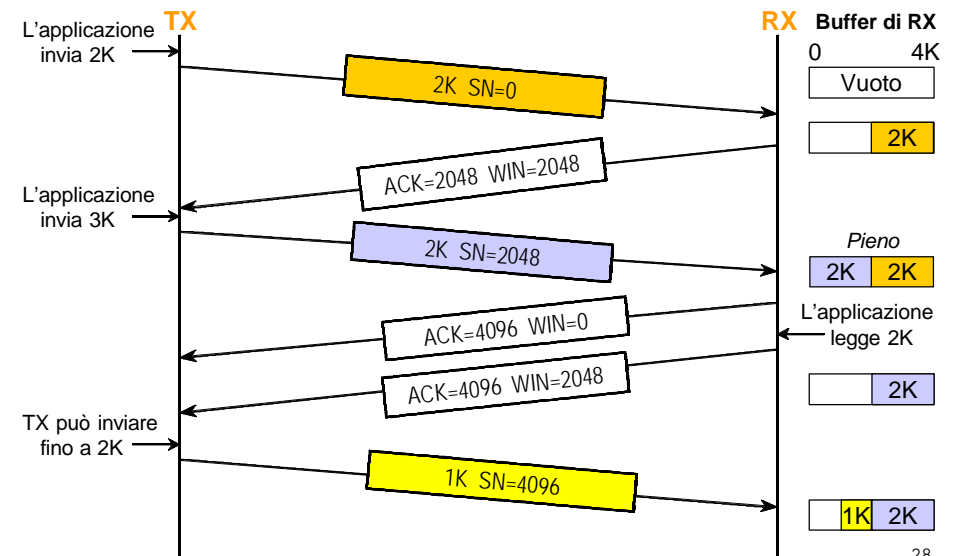 TX
RX
Buffer di RX
L'applicazione
invia 2K
0 4K
Vuoto
2K SN=0
2K
ACK=2048 WIN=2048
L'applicazione
invia 3K
2K SN=2048
Pieno
2K 2K
ACK=4096 WIN=0
L'applicazione
legge 2K
ACK=4096 WIN=2048
2K
TX può inviare
fino a 2K
1K SN=4096
1K 2K
28